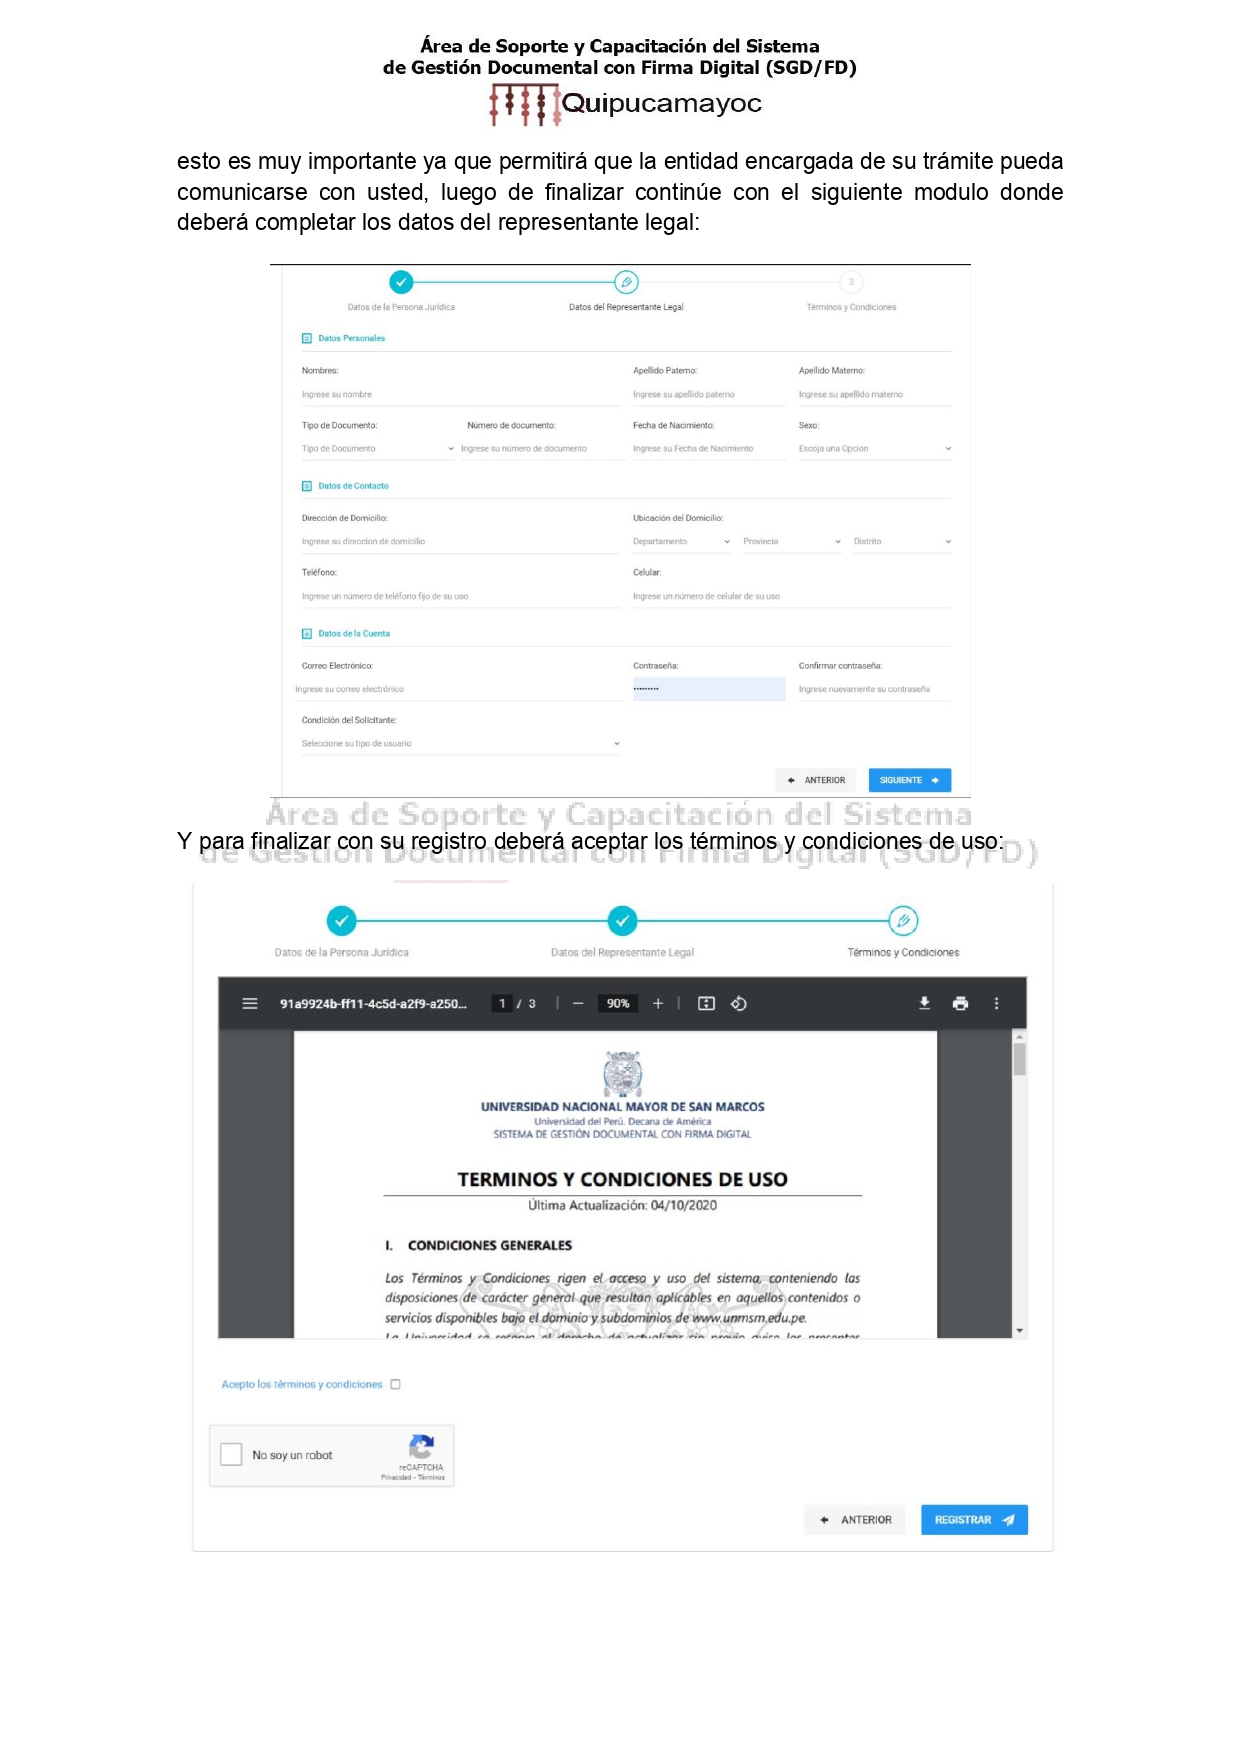 Área de Soporte y Capacitación del Sistema
de Gestión Documental con Firma Digital (SGD/FD)
Quipucamayoc
esto es muy importante ya que permitirá que la entidad encargada de su trámite pueda
comunicarse con usted, luego de finalizar continúe con el siguiente modulo donde
deberá completar los datos del representante legal:
3
Datos de la Persona Jurídica Datos del Representante Legal Términos y Condiciones
Datos Personales
Nombres: Apellido Paterno: Apellido Materno:
Ingrese su nombre Ingrese su apellido paterno Ingrese su apellido materno
Tipo de Documento: Número de documento: Fecha de Nacimiento: Sexo:
Tipo de Documento Ingrese su número de documento Ingrese su Fecha de Nacimiento Escoja una Opcion
Datos de Contacto
Dirección de Domicilio: Ubicación del Domicilio:
Ingrese su direccion de domicilio Departamento Provincia Distrito
Teléfono: Celular:
Ingrese un número de teléfono fijo de su uso Ingrese un número de celular de su uso
Datos de la Cuenta
Correo Electrónico: Contraseña: Confirmar contraseña:
Ingrese su correo electrónico ••••••••• Ingrese nuevamente su contraseña
Condición del Solicitante:
Seleccione su tipo de usuario
ANTERIOR SIGUIENTE
Área de Soporte y Capacitación del Sistema
Y para finalizar con su registro deberá aceptar los términos y condiciones de uso:
de Gestión Documental con Firma Digital (SGD/FD)
Datos de la Persona Jurídica Datos del Representante Legal Términos y Condiciones
91a9924b-ff11-4c5d-a2f9-a250... 1 / 3 90%
UNIVERSIDAD NACIONAL MAYOR DE SAN MARCOS
Universidad del Perú. Decana de América
SISTEMA DE GESTIÓN DOCUMENTAL CON FIRMA DIGITAL
TERMINOS Y CONDICIONES DE USO
Última Actualización: 04/10/2020
I. CONDICIONES GENERALES
Los Términos y Condiciones rigen el acceso y uso del sistema, conteniendo las
disposiciones de carácter general que resultan aplicables en aquellos contenidos o
servicios disponibles bajo el dominio y subdominios de www.unmsm.edu.pe.
La Universidad se reserva el derecho de actualizar sin previo aviso los presentes
Acepto los términos y condiciones
No soy un robot
reCAPTCHA
Privacidad - Términos
ANTERIOR REGISTRAR